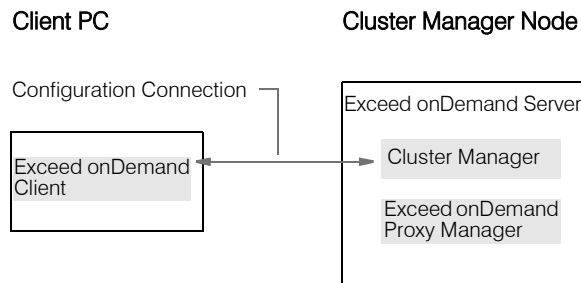 Client PC
Cluster Manager Node
Configuration Connection
Exceed onDemand Server
Exceed onDemand
Client
Cluster Manager
Exceed onDemand
Proxy Manager